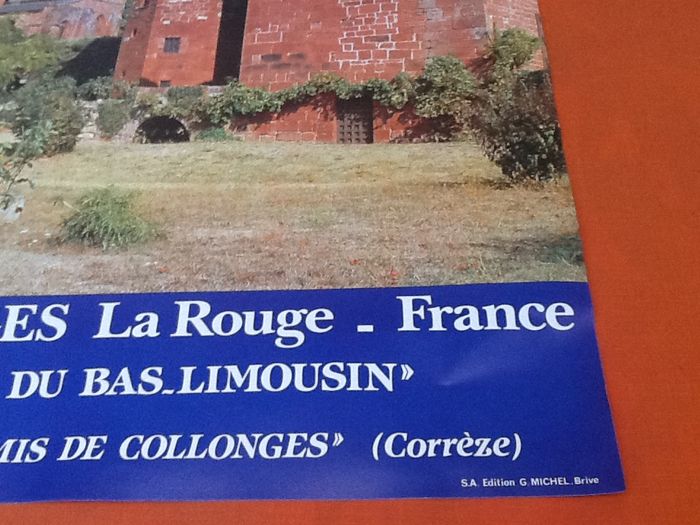 ES La Rouge - France
DU BAS-LIMOUSIN»
MIS DE COLLONGES» (Corrèze)
S.A. Edition G. MICHEL. Brive